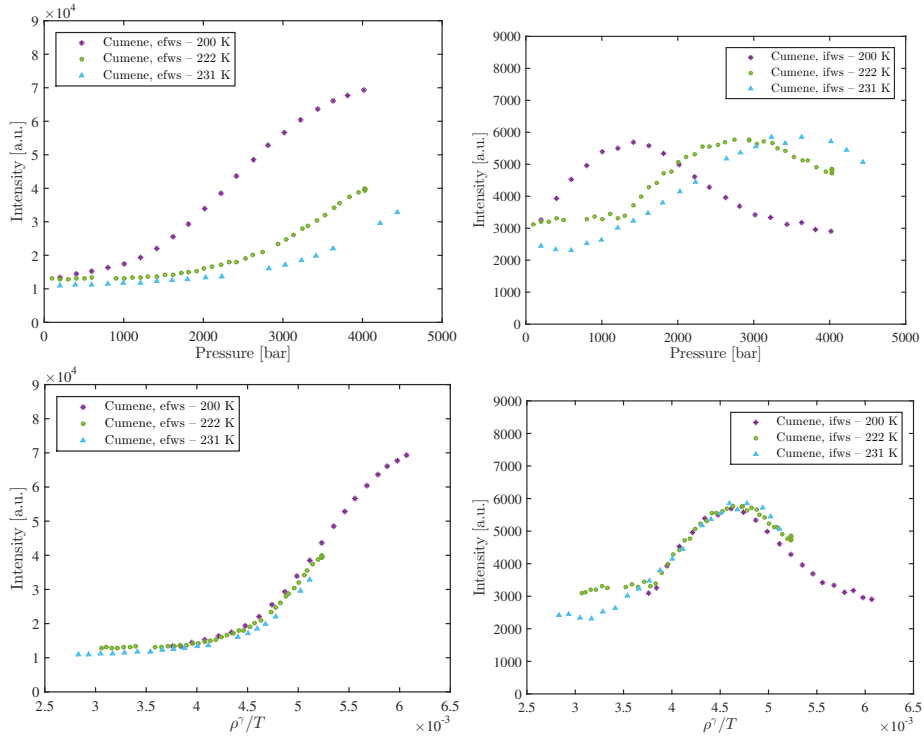 ×10⁴
9
8
7
6
5
4
3
2
1
0
Intensity [a.u.]
Cumene, efws – 200 K
Cumene, efws – 222 K
Cumene, efws – 231 K
0 1000 2000 3000 4000 5000
Pressure [bar]
9000
8000
7000
6000
5000
4000
3000
2000
1000
0
Intensity [a.u.]
Cumene, ifws – 200 K
Cumene, ifws – 222 K
Cumene, ifws – 231 K
0 1000 2000 3000 4000 5000
Pressure [bar]
×10⁴
9
8
7
6
5
4
3
2
1
0
Intensity [a.u.]
Cumene, efws – 200 K
Cumene, efws – 222 K
Cumene, efws – 231 K
2.5 3 3.5 4 4.5 5 5.5 6 6.5
ρ^γ/T
×10⁻³
9000
8000
7000
6000
5000
4000
3000
2000
1000
0
Intensity [a.u.]
Cumene, ifws – 200 K
Cumene, ifws – 222 K
Cumene, ifws – 231 K
2.5 3 3.5 4 4.5 5 5.5 6 6.5
ρ^γ/T
×10⁻³